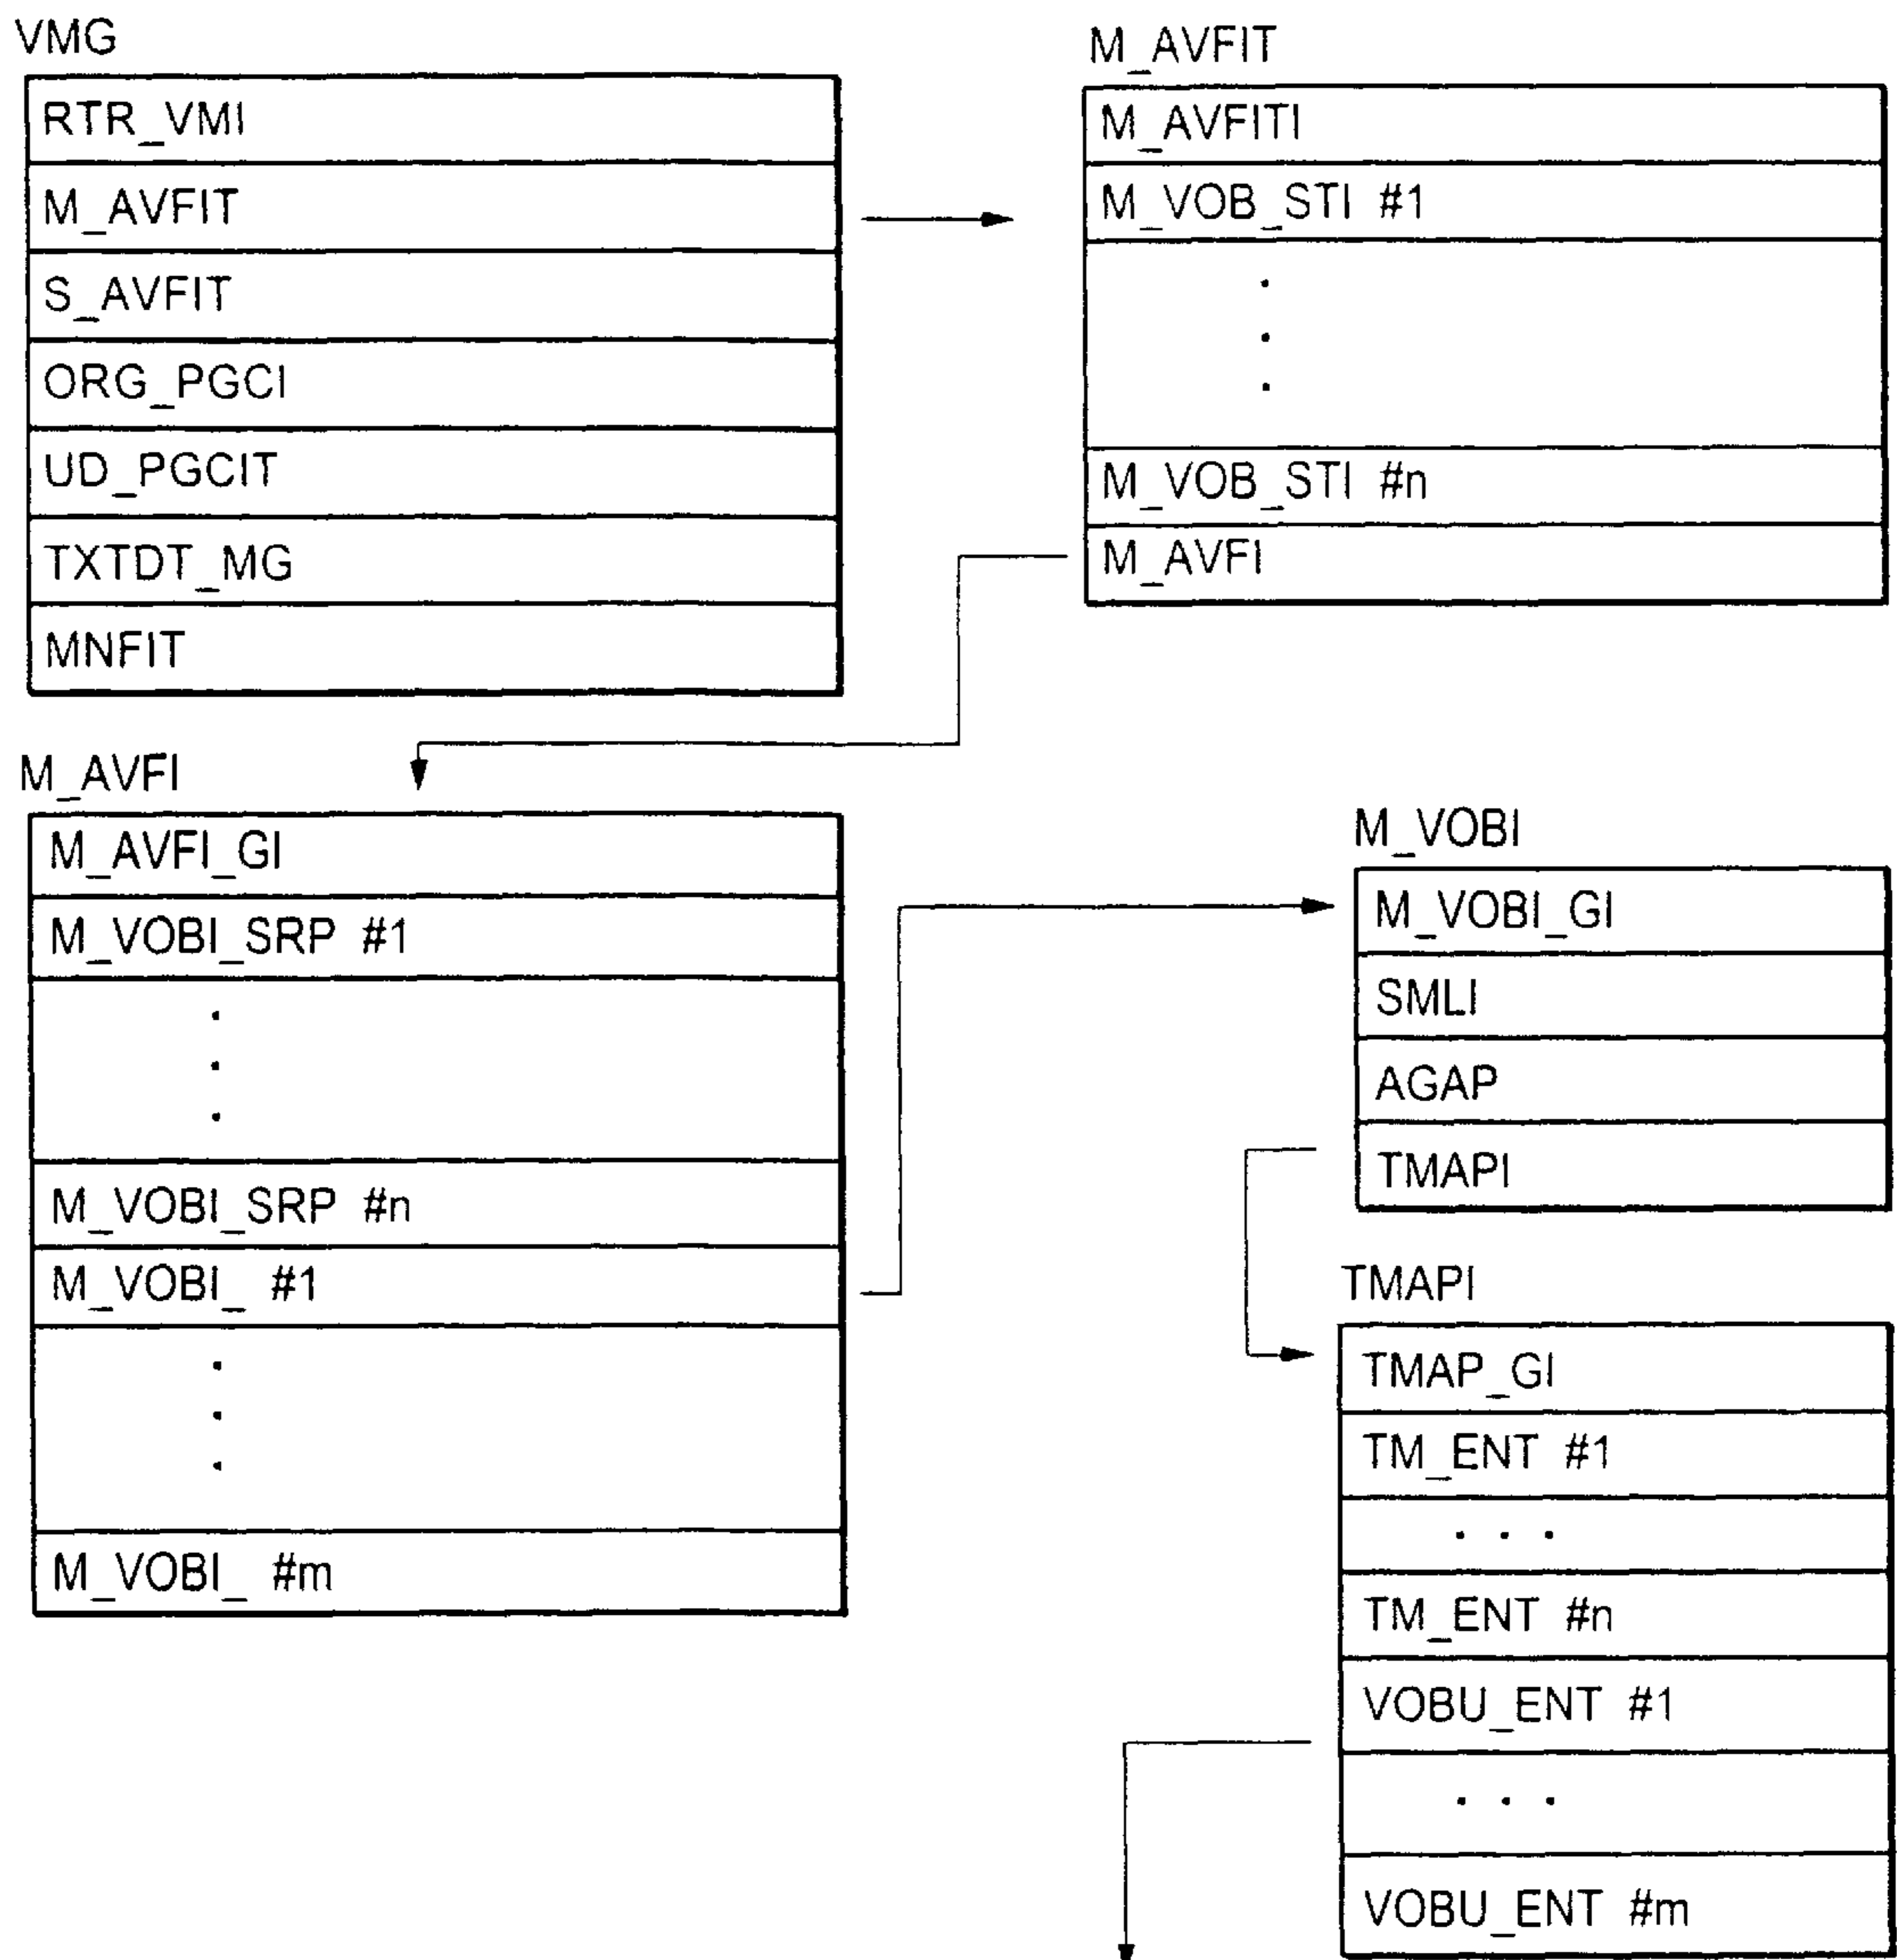 VMG
RTR_VMI
M_AVFIT
S_AVFIT
ORG_PGCI
UD_PGCIT
TXTDT_MG
MNFIT
M_AVFIT
M_AVFITI
M_VOB_STI #1
.
.
.
M_VOB_STI #n
M_AVFI
M_AVFI
M_AVFI_GI
M_VOBI_SRP #1
.
.
.
M_VOBI_SRP #n
M_VOBI_ #1
.
.
.
M_VOBI_ #m
M_VOBI
M_VOBI_GI
SMLI
AGAP
TMAPI
TMAPI
TMAP_GI
TM_ENT #1
. . .
TM_ENT #n
VOBU_ENT #1
. . .
VOBU_ENT #m